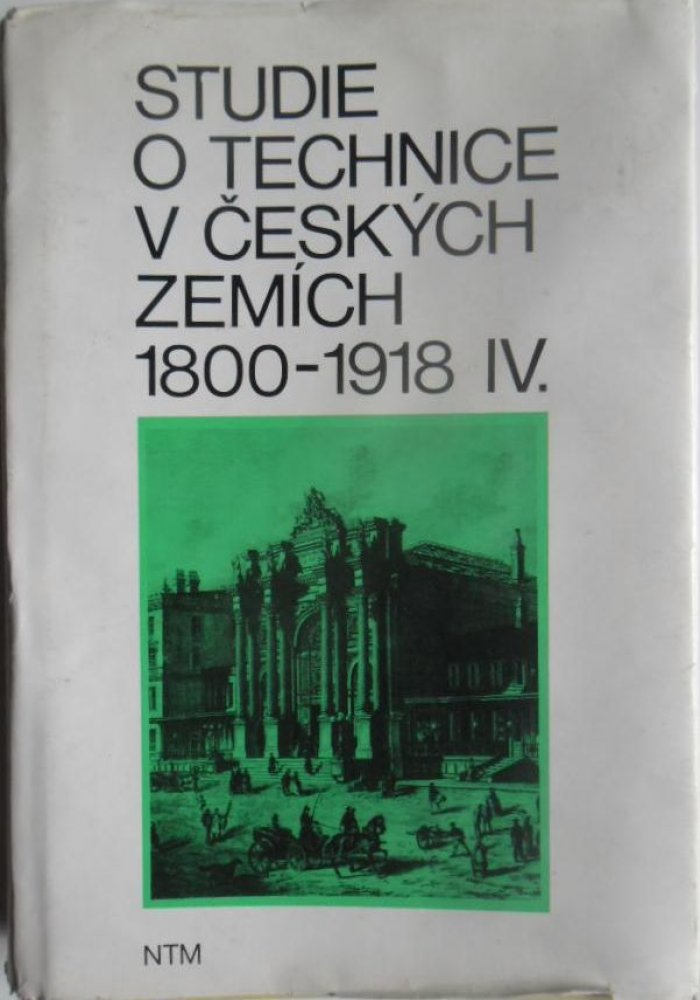 STUDIE
O TECHNICE
V ČESKÝCH
ZEMÍCH
1800-1918 IV.
NTM